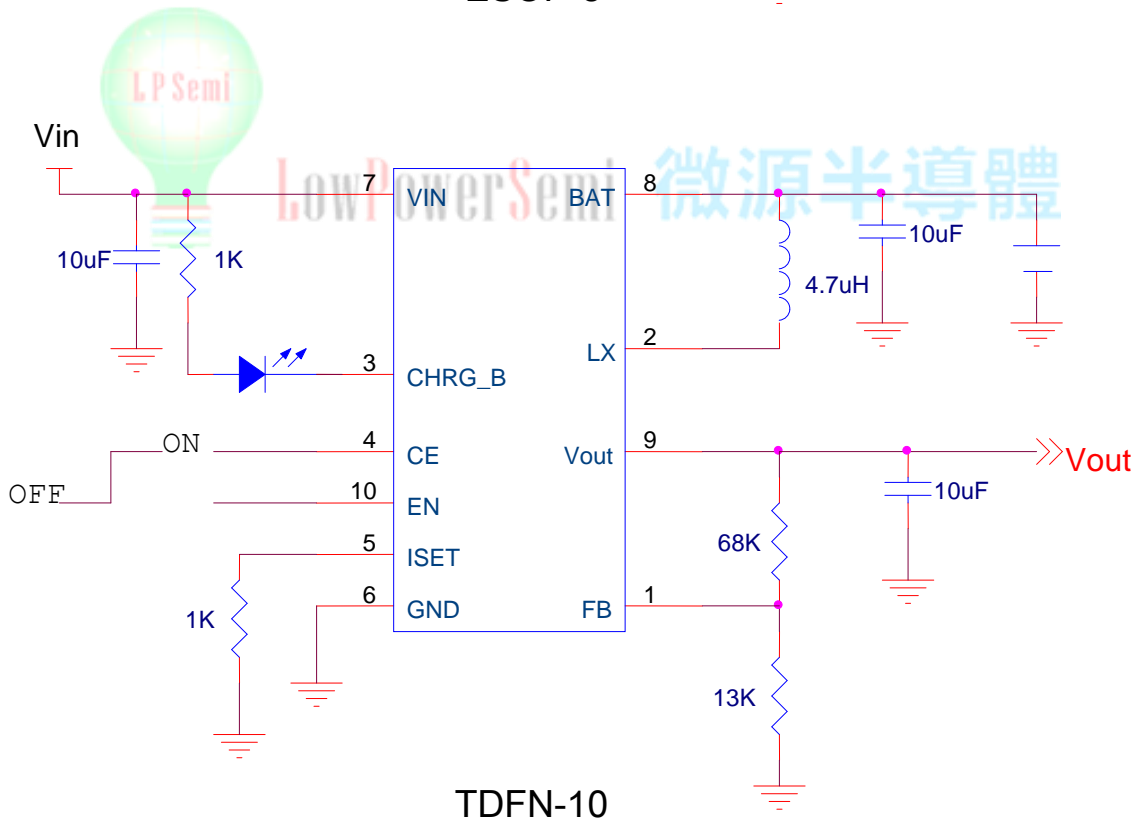 L P Semi
Vin
LowPowerSemi 微源半導體
7
VIN
BAT
8
10uF
1K
10uF
4.7uH
2
LX
3
CHRG_B
ON
4
CE
Vout
9
Vout
OFF
10
EN
10uF
5
ISET
68K
6
GND
FB
1
1K
13K
TDFN-10